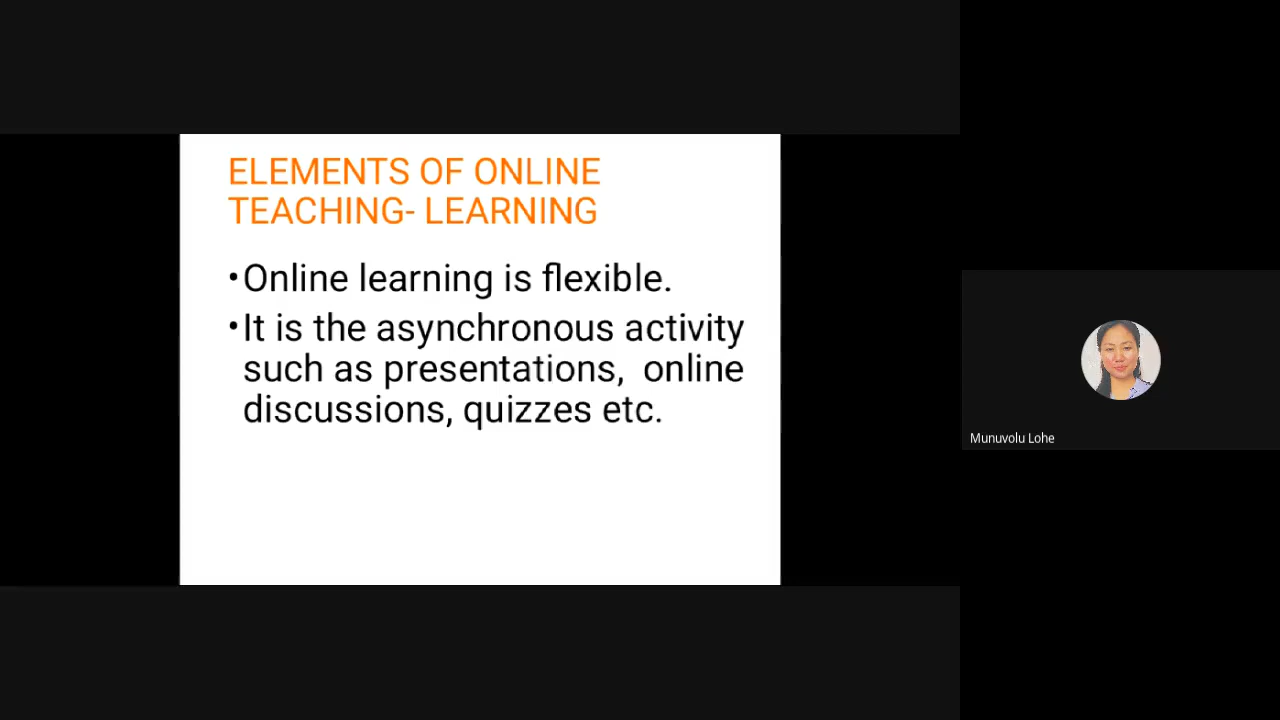 ELEMENTS OF ONLINE
TEACHING- LEARNING
•Online learning is flexible.
•It is the asynchronous activity
such as presentations,  online
discussions, quizzes etc.
Munuvolu Lohe